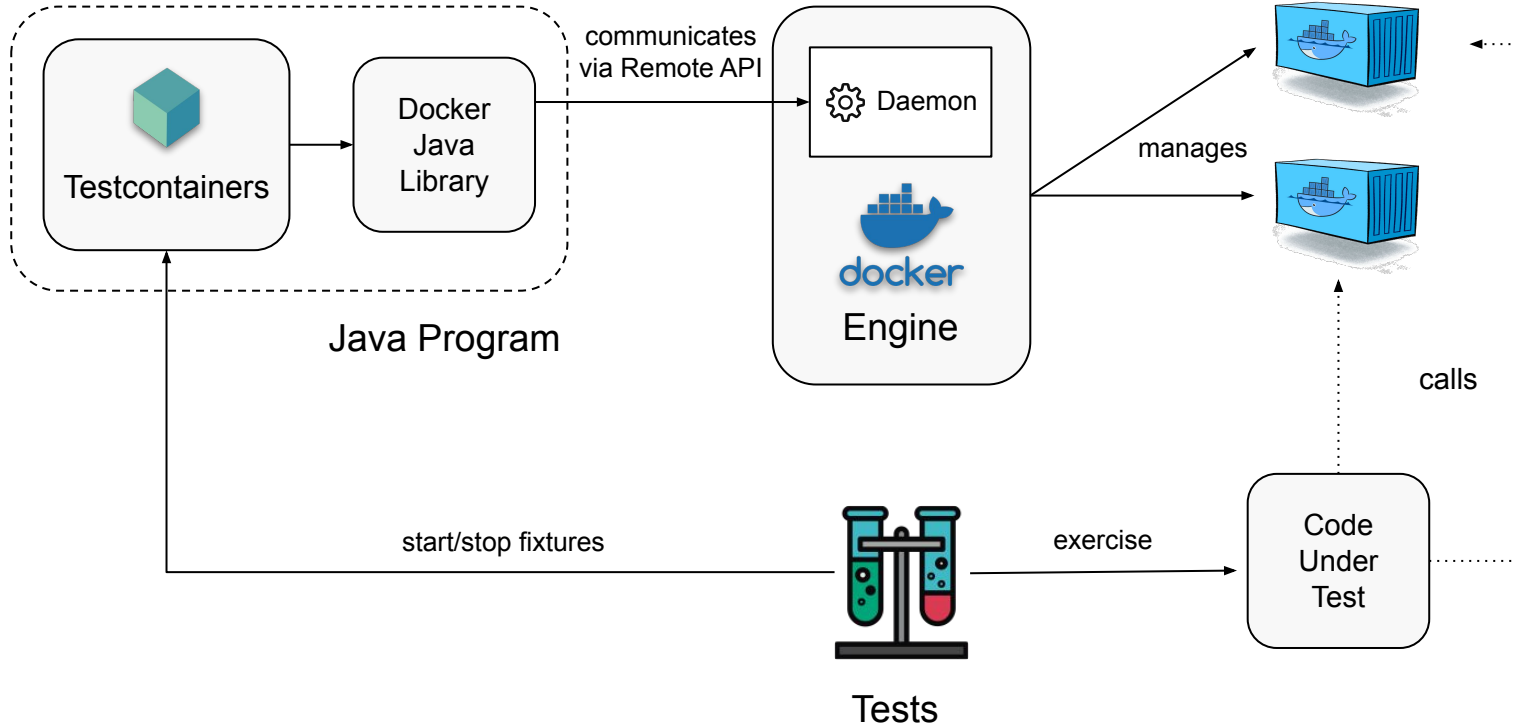 communicates
via Remote API
Daemon
Docker
Java
Library
Testcontainers
manages
docker
Engine
Java Program
calls
start/stop fixtures
exercise
Code
Under
Test
Tests